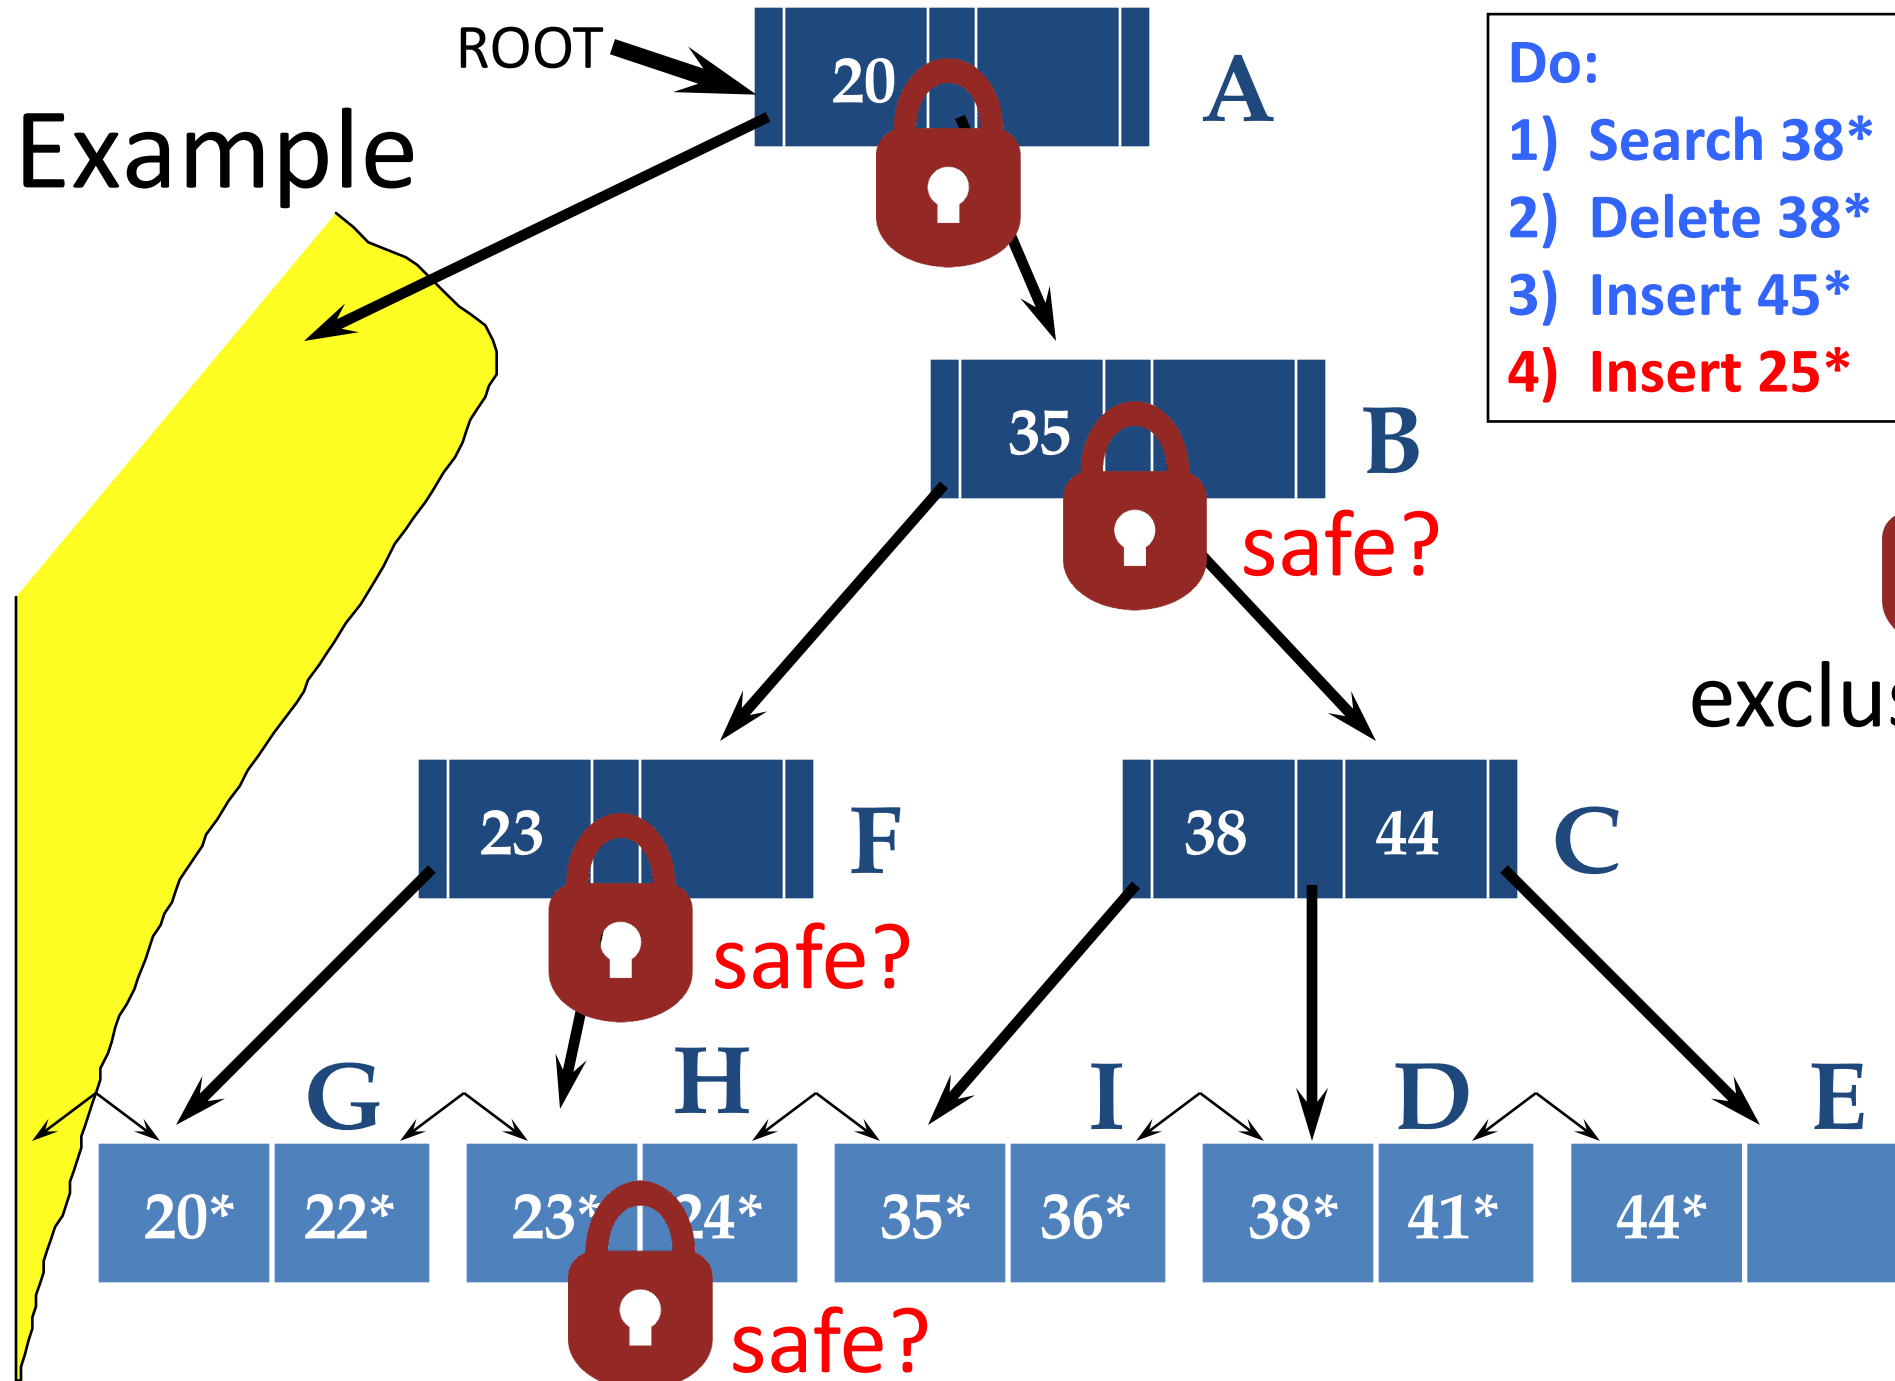 ROOT
20
A
Do:
1) Search 38*
2) Delete 38*
3) Insert 45*
4) Insert 25*
Example
35
B
safe?
exclus
23
F
38
44
C
safe?
G
H
I
D
E
20*
22*
23*
24*
35*
36*
38*
41*
44*
safe?